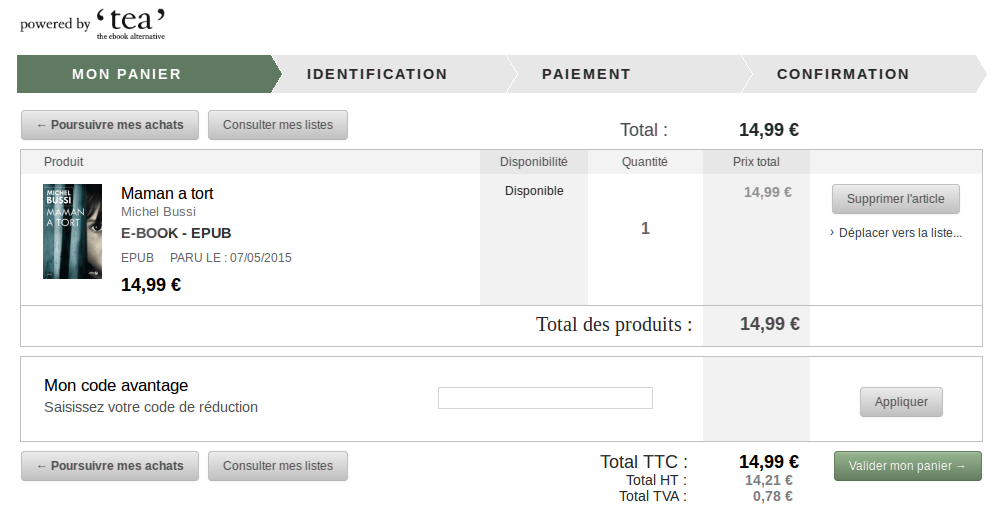 powered by ‘tea’
the ebook alternative
MON PANIER IDENTIFICATION PAIEMENT CONFIRMATION
← Poursuivre mes achats Consulter mes listes Total : 14,99 €
Produit Disponibilité Quantité Prix total
MICHEL
BUSSI
MAMAN
A TORT
Maman a tort Disponible 14,99 € Supprimer l'article
Michel Bussi
E-BOOK - EPUB 1 › Déplacer vers la liste...
EPUB PARU LE : 07/05/2015
14,99 €
Total des produits : 14,99 €
Mon code avantage
Saisissez votre code de réduction Appliquer
← Poursuivre mes achats Consulter mes listes Total TTC : 14,99 € Valider mon panier →
Total HT : 14,21 €
Total TVA : 0,78 €